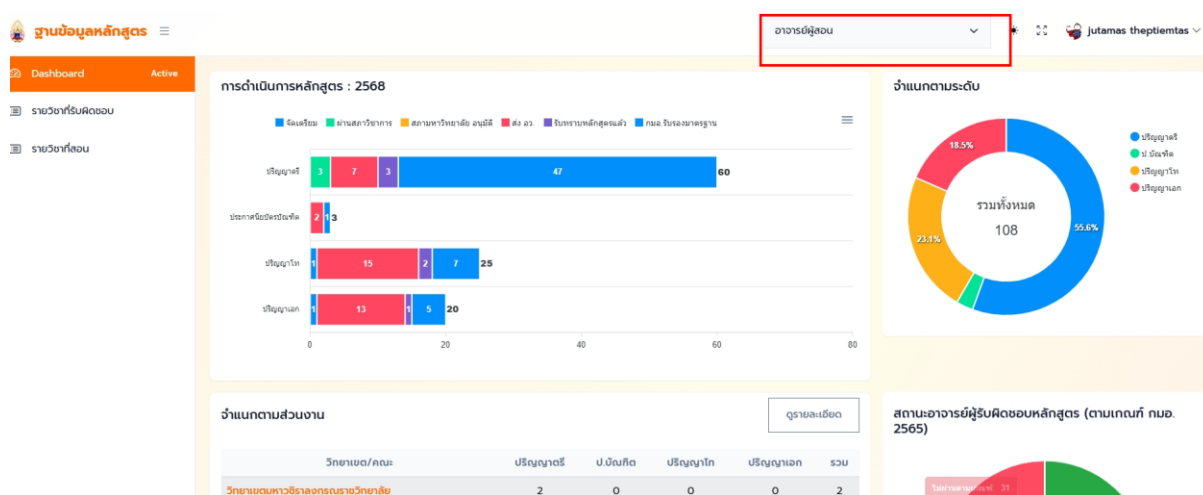 ฐานข้อมูลหลักสูตร
อาจารย์ผู้สอน
jutamas theptiemtas
Dashboard Active
รายวิชาที่รับผิดชอบ
รายวิชาที่สอน
การดำเนินการหลักสูตร : 2568
จัดเตรียม ผ่านสภาวิชาการ สภามหาวิทยาลัย อนุมัติ ส่ง อว. รับทราบหลักสูตรแล้ว กมอ.รับรองมาตรฐาน
ปริญญาตรี 3 7 3 47 60
ประกาศนียบัตรบัณฑิต 2 1 3
ปริญญาโท 1 15 2 7 25
ปริญญาเอก 1 13 1 5 20
0 20 40 60 80
จำแนกตามระดับ
18.5%
23.1%
55.6%
รวมทั้งหมด
108
ปริญญาตรี
ป.บัณฑิต
ปริญญาโท
ปริญญาเอก
จำแนกตามส่วนงาน
ดูรายละเอียด
วิทยาเขต/คณะ ปริญญาตรี ป.บัณฑิต ปริญญาโท ปริญญาเอก รวม
วิทยาเขตมหาวชิราลงกรณราชวิทยาลัย 2 0 0 0 2
สถานะอาจารย์ผู้รับผิดชอบหลักสูตร (ตามเกณฑ์ กมอ.
2565)
ไม่ผ่านตามเกณฑ์ 31